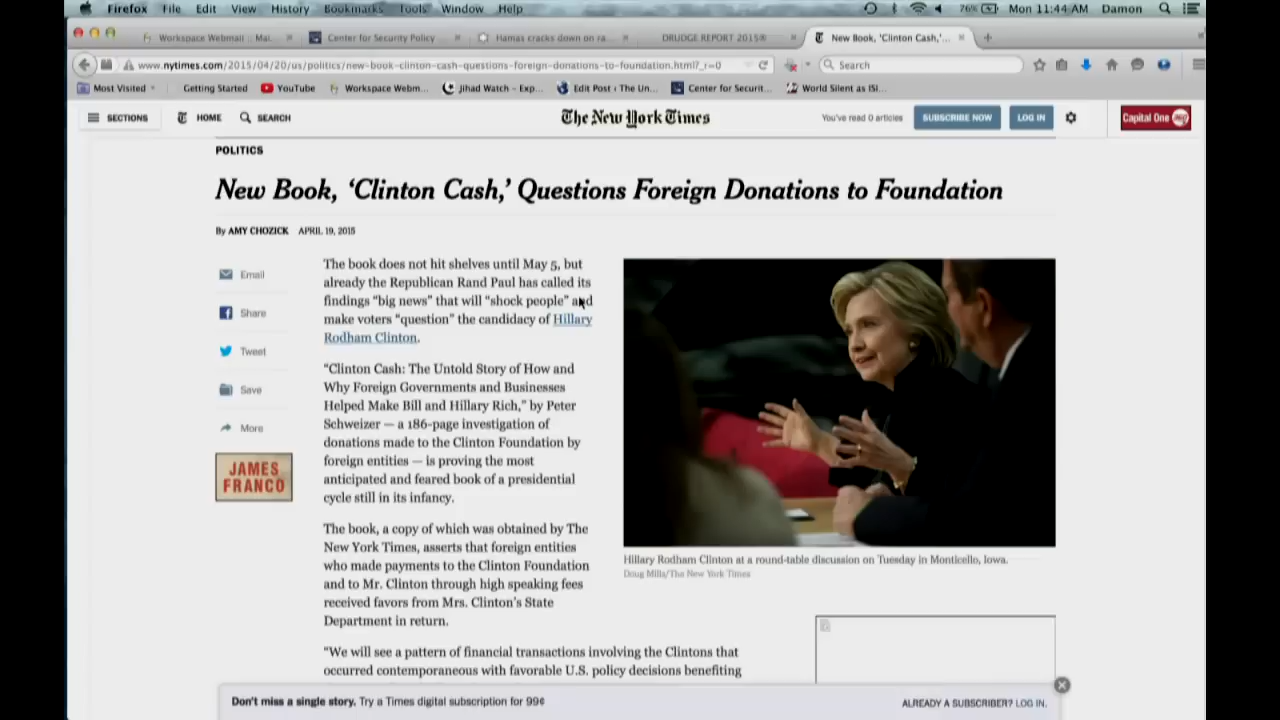 Firefox File Edit View History Bookmarks Tools Window Help 76% Mon 11:44 AM Damon
Workspace Webmail :: Mai... Center for Security Policy Hamas cracks down on ra... DRUDGE REPORT 2015® New Book, 'Clinton Cash,'...
www.nytimes.com/2015/04/20/us/politics/new-book-clinton-cash-questions-foreign-donations-to-foundation.html?_r=0 Search
Most Visited Getting Started YouTube Workspace Webm... Jihad Watch - Exp... Edit Post ‹ The Un... Center for Securit... World Silent as ISI...
SECTIONS HOME SEARCH The New York Times You've read 0 articles SUBSCRIBE NOW LOG IN Capital One 360
POLITICS
New Book, ‘Clinton Cash,’ Questions Foreign Donations to Foundation
By AMY CHOZICK APRIL 19, 2015
Email
Share
Tweet
Save
More
JAMES
FRANCO
The book does not hit shelves until May 5, but
already the Republican Rand Paul has called its
findings “big news” that will “shock people” and
make voters “question” the candidacy of Hillary
Rodham Clinton.
“Clinton Cash: The Untold Story of How and
Why Foreign Governments and Businesses
Helped Make Bill and Hillary Rich,” by Peter
Schweizer — a 186-page investigation of
donations made to the Clinton Foundation by
foreign entities — is proving the most
anticipated and feared book of a presidential
cycle still in its infancy.
The book, a copy of which was obtained by The
New York Times, asserts that foreign entities
who made payments to the Clinton Foundation
and to Mr. Clinton through high speaking fees
received favors from Mrs. Clinton’s State
Department in return.
“We will see a pattern of financial transactions involving the Clintons that
occurred contemporaneous with favorable U.S. policy decisions benefiting
Hillary Rodham Clinton at a round-table discussion on Tuesday in Monticello, Iowa.
Doug Mills/The New York Times
Don't miss a single story. Try a Times digital subscription for 99¢ ALREADY A SUBSCRIBER? LOG IN.